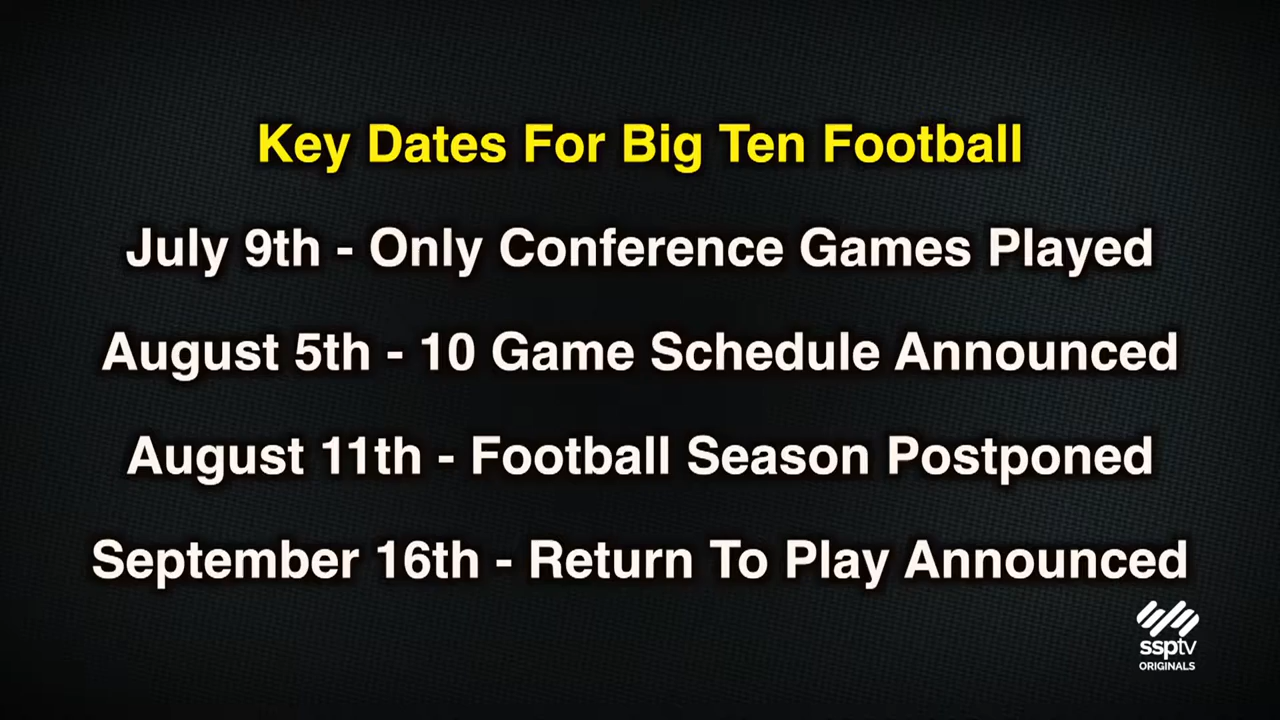 Key Dates For Big Ten Football
July 9th - Only Conference Games Played
August 5th - 10 Game Schedule Announced
August 11th - Football Season Postponed
September 16th - Return To Play Announced
ssptv
ORIGINALS